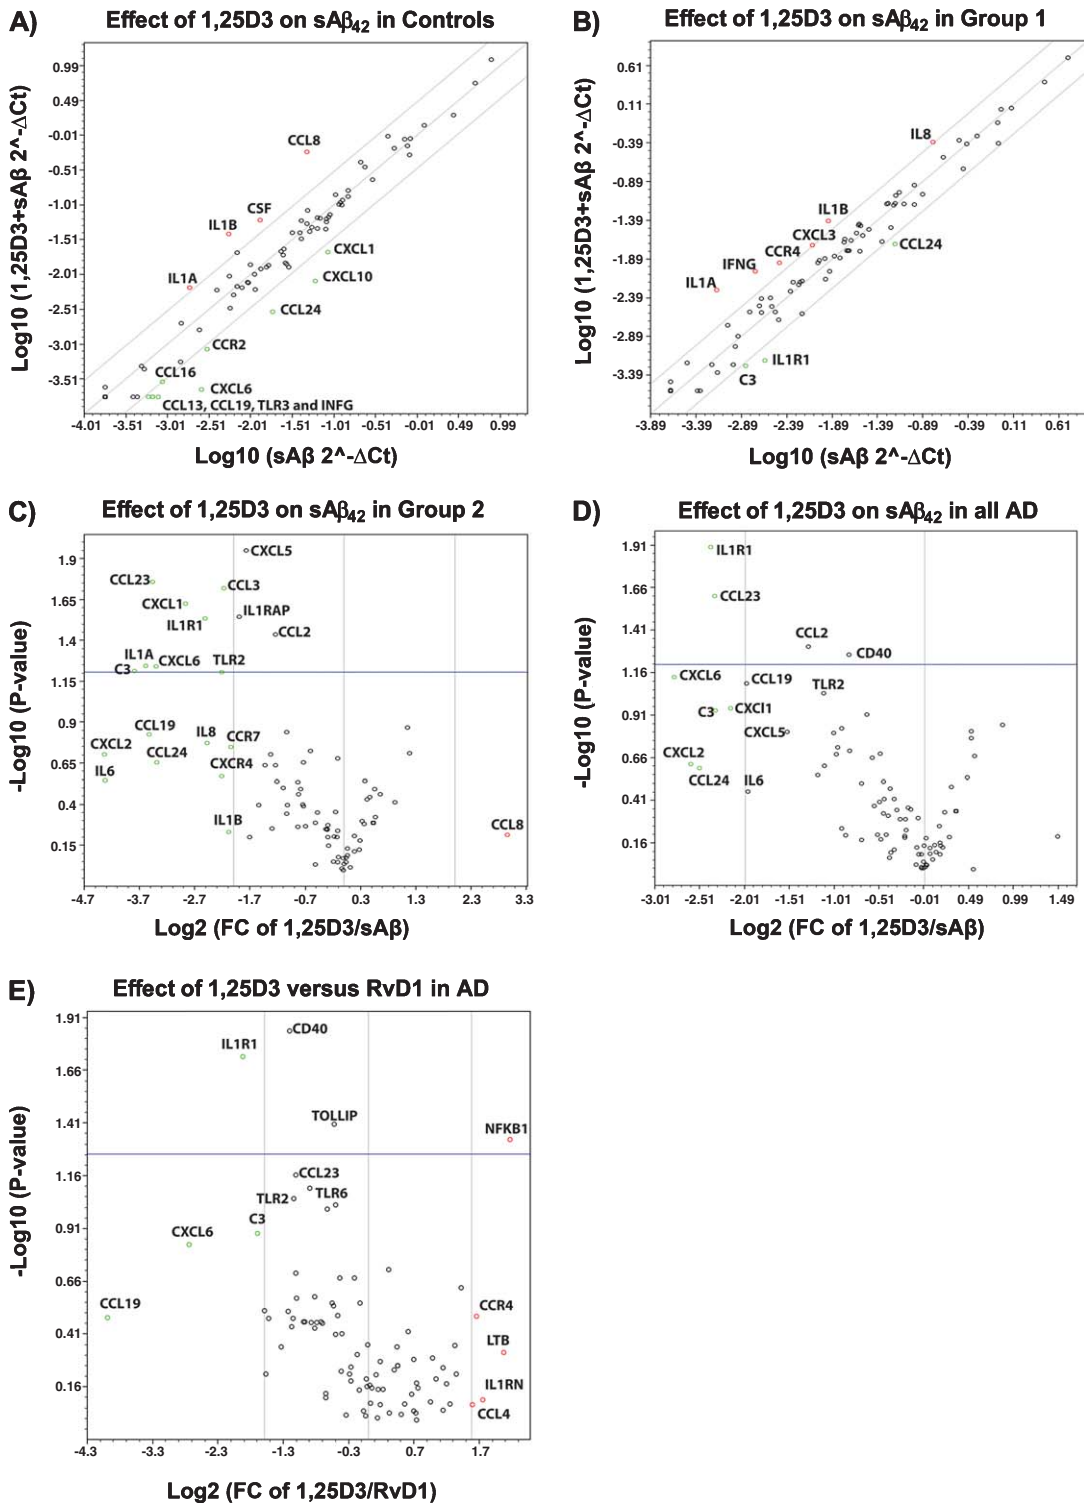 A) Effect of 1,25D3 on sAβ42 in Controls
Log10 (1,25D3+sAβ 2^-ΔCt)
0.99
0.49
-0.01
-0.51
-1.01
-1.51
-2.01
-2.51
-3.01
-3.51
CCL8
CSF
IL1B
IL1A
CXCL1
CXCL10
CCL24
CCR2
CCL16
CXCL6
CCL13, CCL19, TLR3 and INFG
-4.01 -3.51 -3.01 -2.51 -2.01 -1.51 -1.01 -0.51 -0.01 0.49 0.99
Log10 (sAβ 2^-ΔCt)
B) Effect of 1,25D3 on sAβ42 in Group 1
Log10 (1,25D3+sAβ 2^-ΔCt)
0.61
0.11
-0.39
-0.89
-1.39
-1.89
-2.39
-2.89
-3.39
IL8
IL1B
CXCL3
CCR4
IFNG
IL1A
CCL24
IL1R1
C3
-3.89 -3.39 -2.89 -2.39 -1.89 -1.39 -0.89 -0.39 0.11 0.61
Log10 (sAβ 2^-ΔCt)
C) Effect of 1,25D3 on sAβ42 in Group 2
-Log10 (P-value)
1.9
1.65
1.4
1.15
0.9
0.65
0.4
0.15
CXCL5
CCL23
CCL3
CXCL1
IL1RAP
IL1R1
CCL2
IL1A
CXCL6
TLR2
C3
CCL19
IL8
CCR7
CXCL2
CCL24
CXCR4
IL6
IL1B
CCL8
-4.7 -3.7 -2.7 -1.7 -0.7 0.3 1.3 2.3 3.3
Log2 (FC of 1,25D3/sAβ)
D) Effect of 1,25D3 on sAβ42 in all AD
-Log10 (P-value)
1.91
1.66
1.41
1.16
0.91
0.66
0.41
0.16
IL1R1
CCL23
CCL2
CD40
CXCL6
CCL19
TLR2
C3
CXCl1
CXCL5
CXCL2
CCL24
IL6
-3.01 -2.51 -2.01 -1.51 -1.01 -0.51 -0.01 0.49 0.99 1.49
Log2 (FC of 1,25D3/sAβ)
E) Effect of 1,25D3 versus RvD1 in AD
-Log10 (P-value)
1.91
1.66
1.41
1.16
0.91
0.66
0.41
0.16
CD40
IL1R1
TOLLIP
NFKB1
CCL23
TLR2
TLR6
C3
CXCL6
CCL19
CCR4
LTB
IL1RN
CCL4
-4.3 -3.3 -2.3 -1.3 -0.3 0.7 1.7
Log2 (FC of 1,25D3/RvD1)